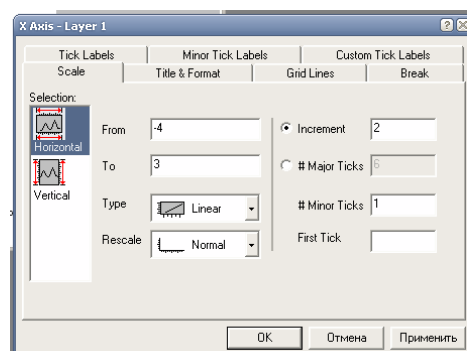 X Axis - Layer 1
Tick Labels Minor Tick Labels Custom Tick Labels
Scale Title & Format Grid Lines Break
Selection:
Horizontal
Vertical
From -4
To 3
Type Linear
Rescale Normal
Increment 2
# Major Ticks 6
# Minor Ticks 1
First Tick
OK Отмена Применить